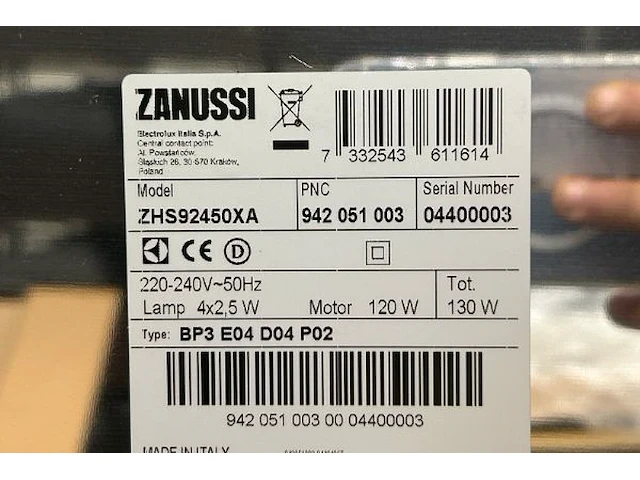 ZANUSSI
Electrolux Italia S.p.A.
Central contact point:
Al. Powstańców
Śląskich 26, 30-570 Kraków,
Poland
7 332543 611614
Model PNC Serial Number
ZHS92450XA 942 051 003 04400003
CE D
220-240V~50Hz Tot.
Lamp 4x2,5 W Motor 120 W 130 W
Type: BP3 E04 D04 P02
942 051 003 00 04400003
MADE IN ITALY